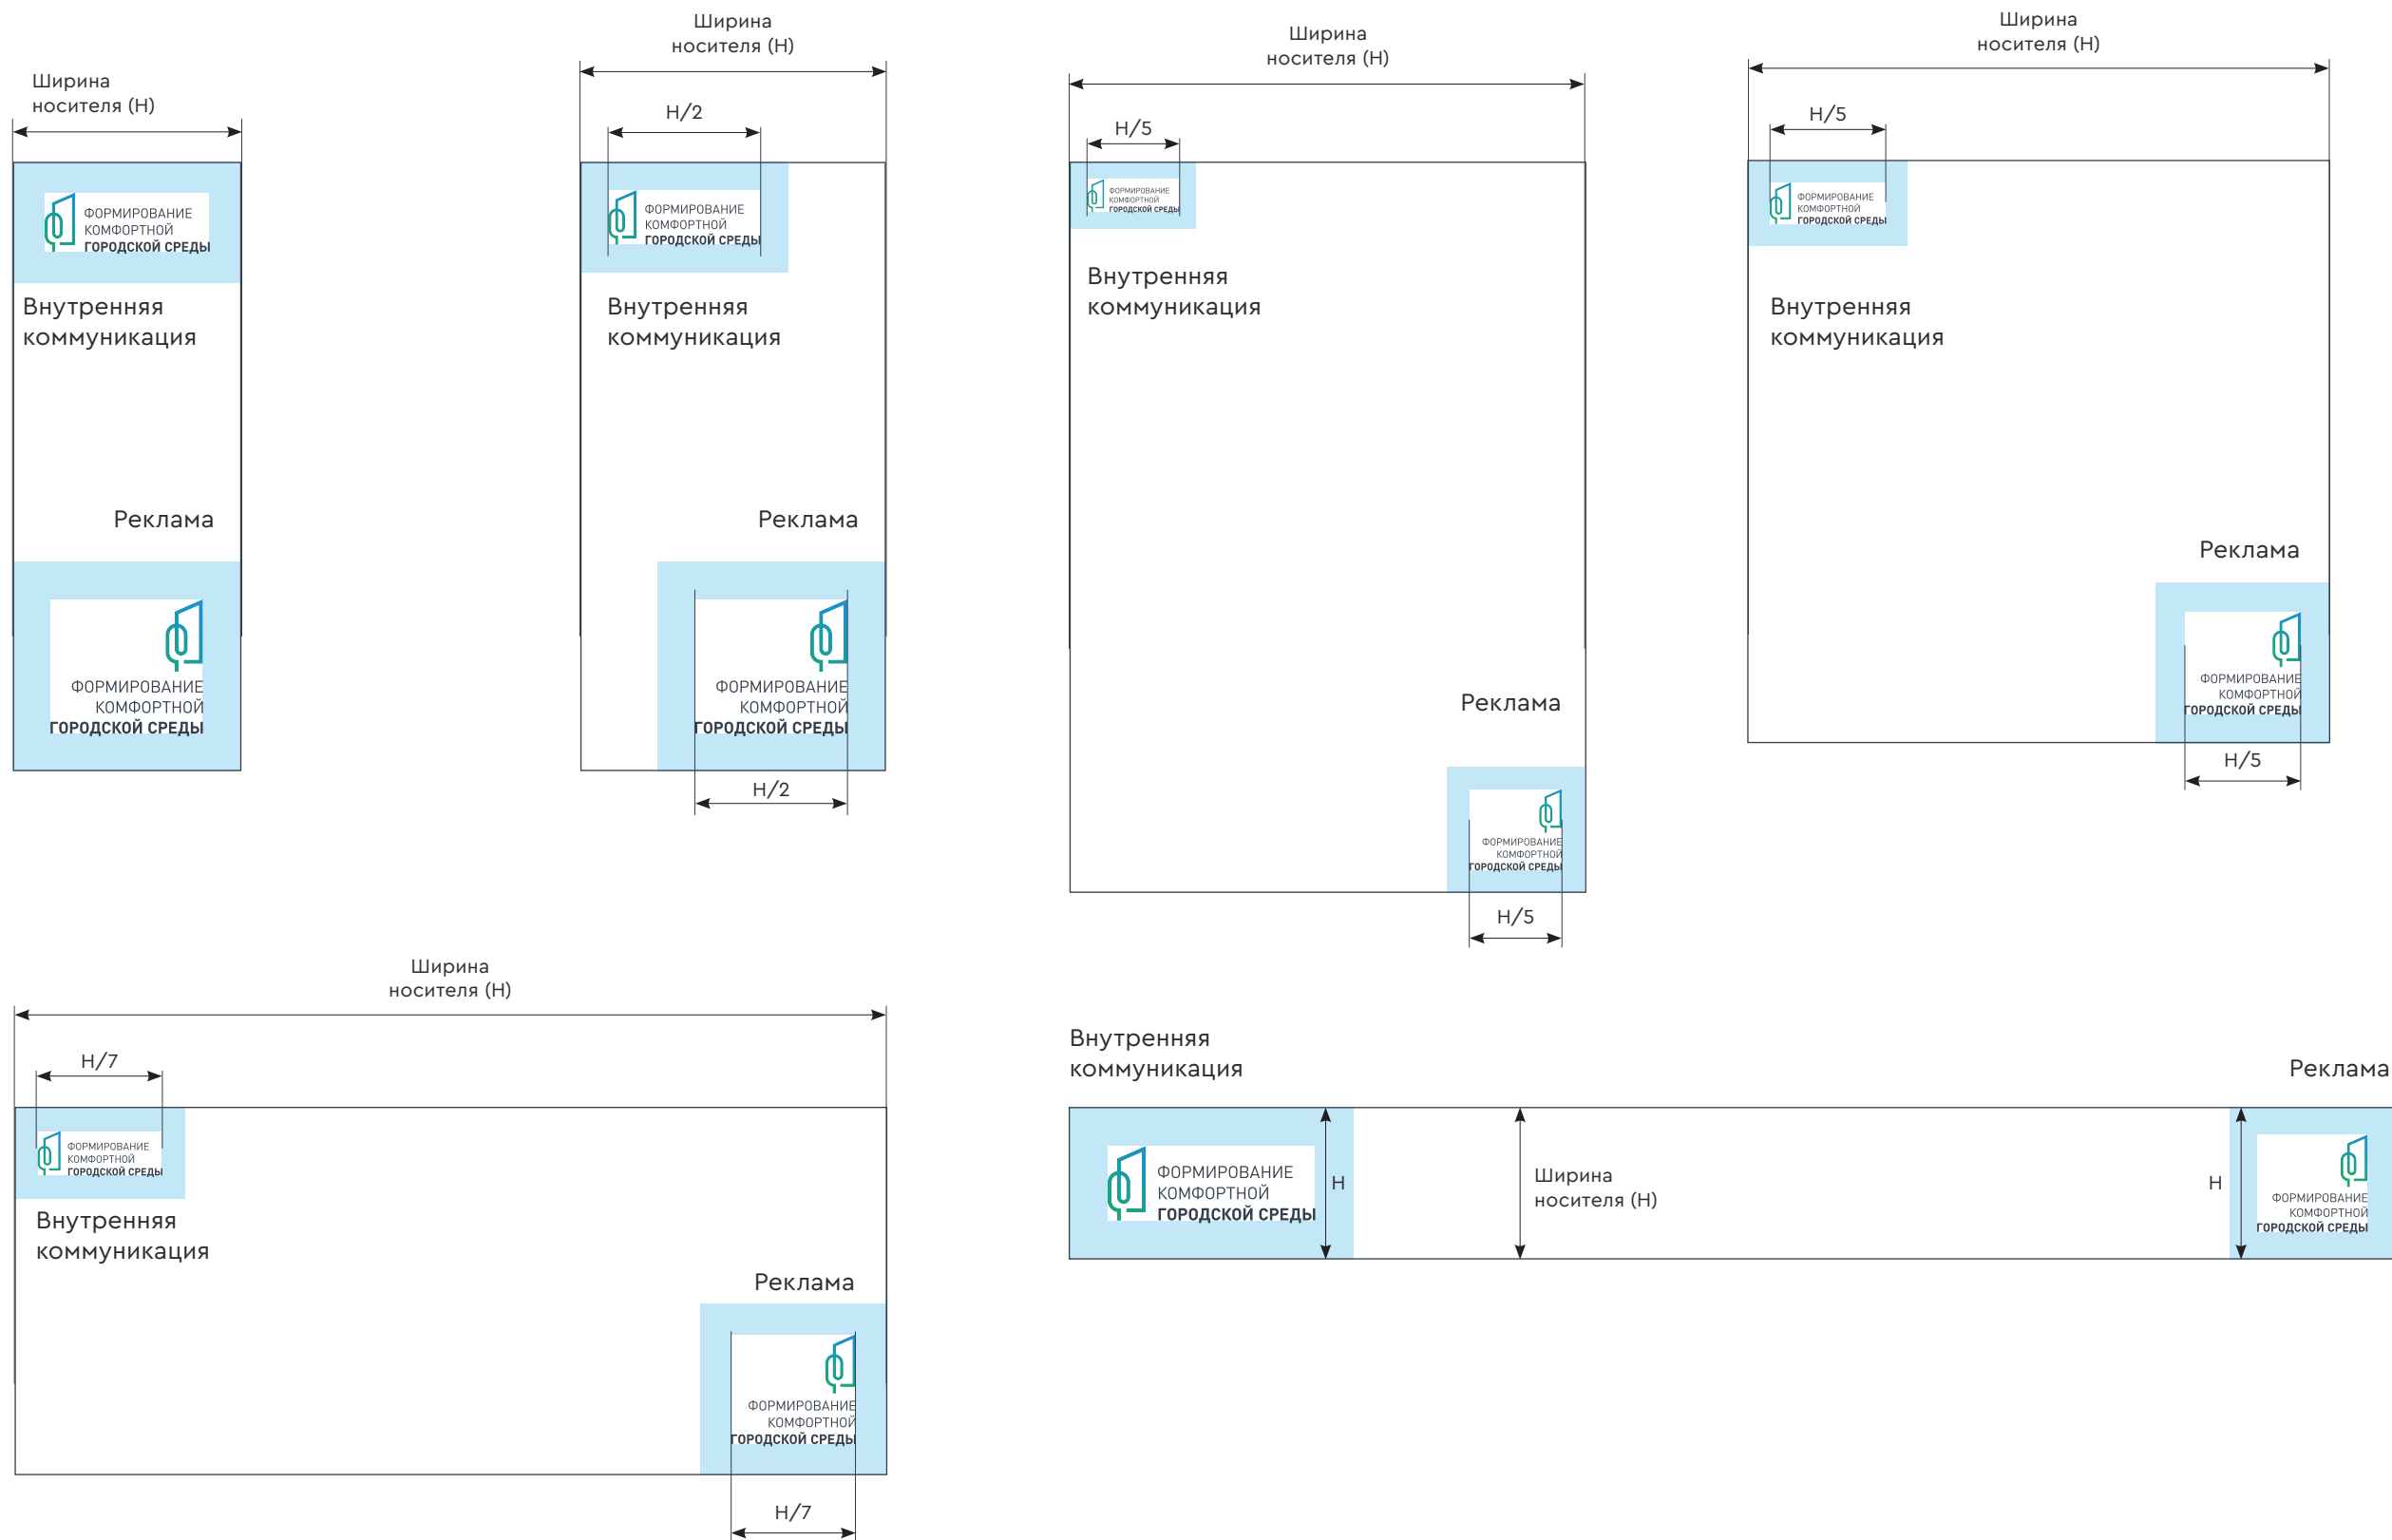 Ширина
носителя (H)
ФОРМИРОВАНИЕ
КОМФОРТНОЙ
ГОРОДСКОЙ СРЕДЫ
Внутренняя
коммуникация
Реклама
ФОРМИРОВАНИЕ
КОМФОРТНОЙ
ГОРОДСКОЙ СРЕДЫ
Ширина
носителя (H)
H/2
ФОРМИРОВАНИЕ
КОМФОРТНОЙ
ГОРОДСКОЙ СРЕДЫ
Внутренняя
коммуникация
Реклама
ФОРМИРОВАНИЕ
КОМФОРТНОЙ
ГОРОДСКОЙ СРЕДЫ
H/2
Ширина
носителя (H)
H/5
ФОРМИРОВАНИЕ
КОМФОРТНОЙ
ГОРОДСКОЙ СРЕДЫ
Внутренняя
коммуникация
Реклама
ФОРМИРОВАНИЕ
КОМФОРТНОЙ
ГОРОДСКОЙ СРЕДЫ
H/5
Ширина
носителя (H)
H/5
ФОРМИРОВАНИЕ
КОМФОРТНОЙ
ГОРОДСКОЙ СРЕДЫ
Внутренняя
коммуникация
Реклама
ФОРМИРОВАНИЕ
КОМФОРТНОЙ
ГОРОДСКОЙ СРЕДЫ
H/5
Ширина
носителя (H)
H/7
ФОРМИРОВАНИЕ
КОМФОРТНОЙ
ГОРОДСКОЙ СРЕДЫ
Внутренняя
коммуникация
Реклама
ФОРМИРОВАНИЕ
КОМФОРТНОЙ
ГОРОДСКОЙ СРЕДЫ
H/7
Внутренняя
коммуникация
Реклама
ФОРМИРОВАНИЕ
КОМФОРТНОЙ
ГОРОДСКОЙ СРЕДЫ
H
Ширина
носителя (H)
H
ФОРМИРОВАНИЕ
КОМФОРТНОЙ
ГОРОДСКОЙ СРЕДЫ